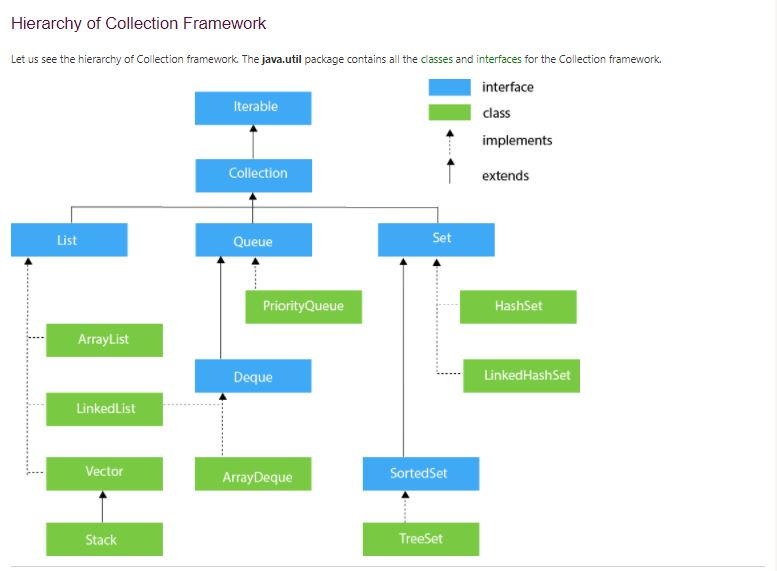 Hierarchy of Collection Framework
Let us see the hierarchy of Collection framework. The java.util package contains all the classes and interfaces for the Collection framework.
interface
Iterable
class
implements
Collection
extends
List
Queue
Set
PriorityQueue
HashSet
ArrayList
Deque
LinkedHashSet
LinkedList
Vector
ArrayDeque
SortedSet
Stack
TreeSet